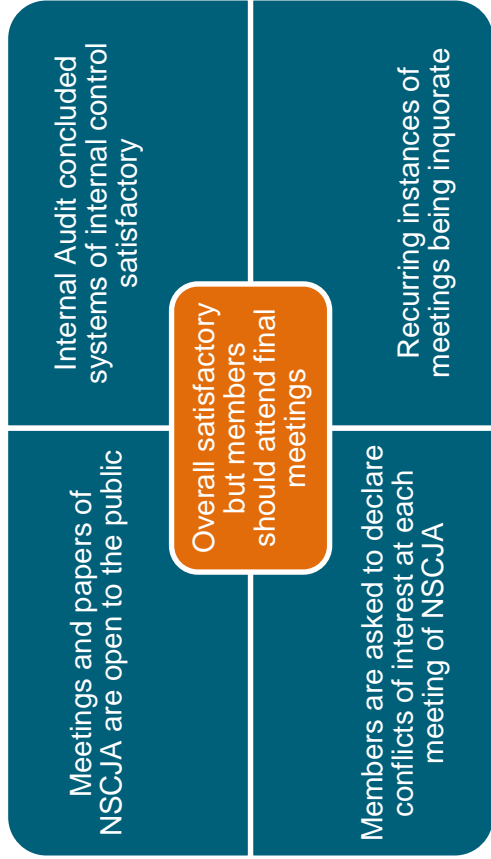 Meetings and papers of
NSCJA are open to the public
Internal Audit concluded
systems of internal control
satisfactory
Overall satisfactory
but members
should attend final
meetings
Members are asked to declare
conflicts of interest at each
meeting of NSCJA
Recurring instances of
meetings being inquorate